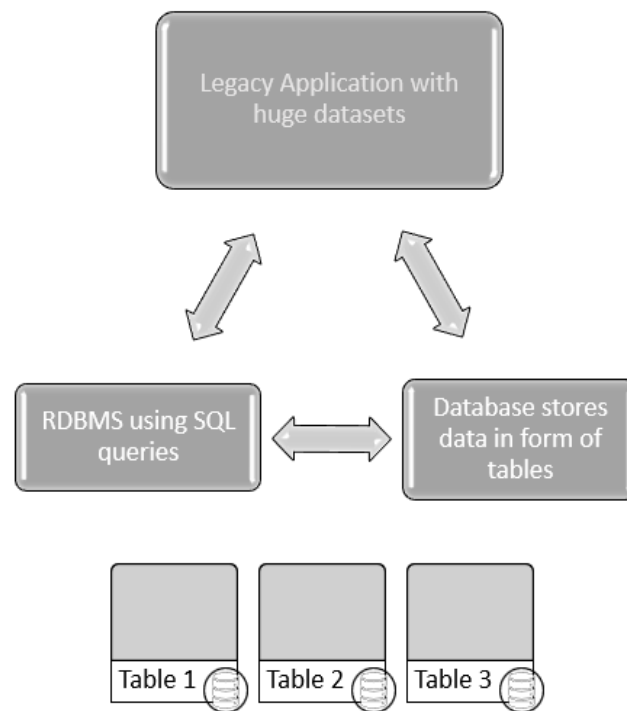 Legacy Application with
huge datasets
RDBMS using SQL
queries
Database stores
data in form of
tables
Table 1
Table 2
Table 3